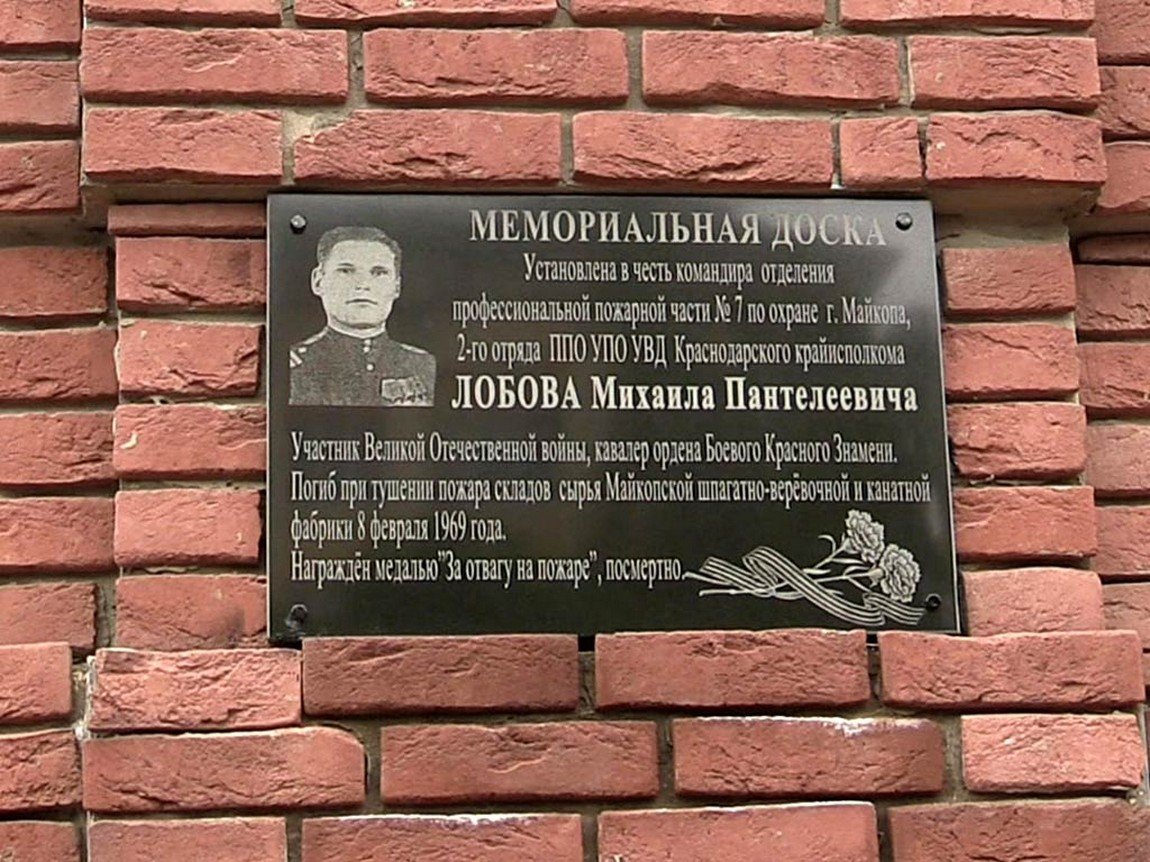 МЕМОРИАЛЬНАЯ ДОСКА
Установлена в честь командира отделения
профессиональной пожарной части № 7 по охране г. Майкопа,
2-го отряда ППО УПО УВД Краснодарского крайисполкома
ЛОБОВА Михаила Пантелеевича
Участник Великой Отечественной войны, кавалер ордена Боевого Красного Знамени.
Погиб при тушении пожара складов сырья Майкопской шпагатно-верёвочной и канатной
фабрики 8 февраля 1969 года.
Награждён медалью"За отвагу на пожаре", посмертно.